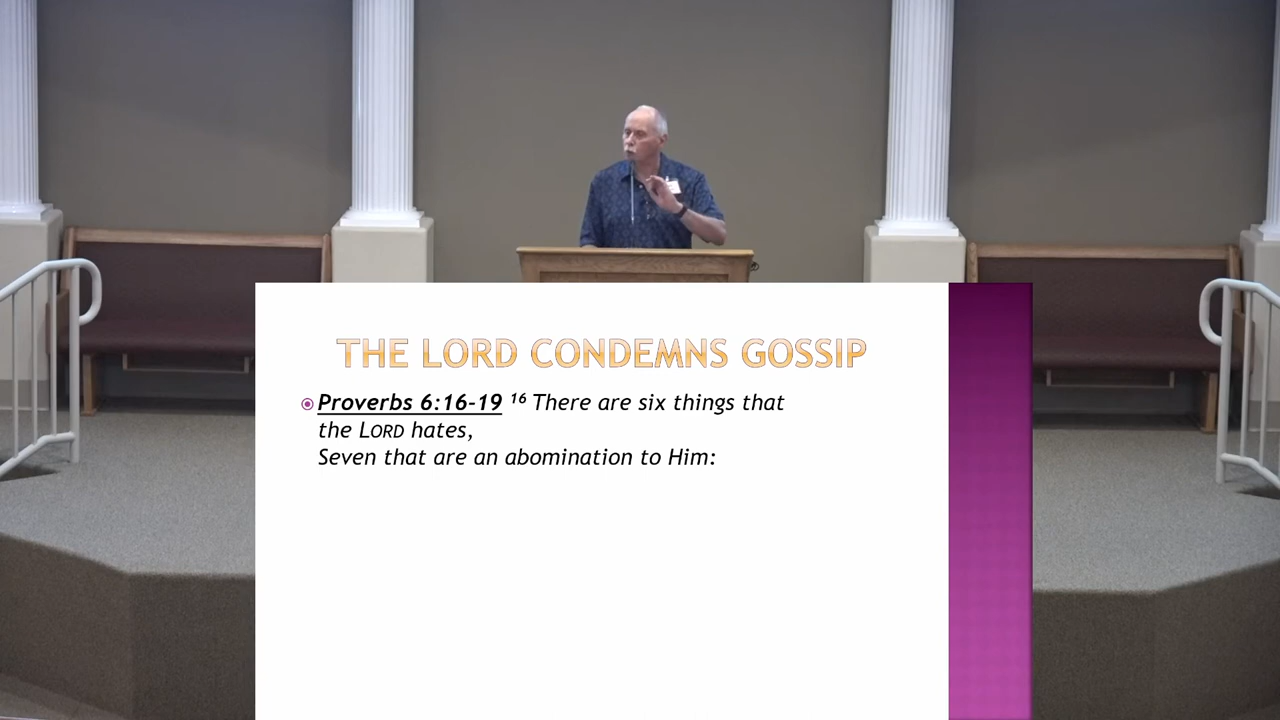 THE LORD CONDEMNS GOSSIP
Proverbs 6:16-19 16 There are six things that
the LORD hates,
Seven that are an abomination to Him: